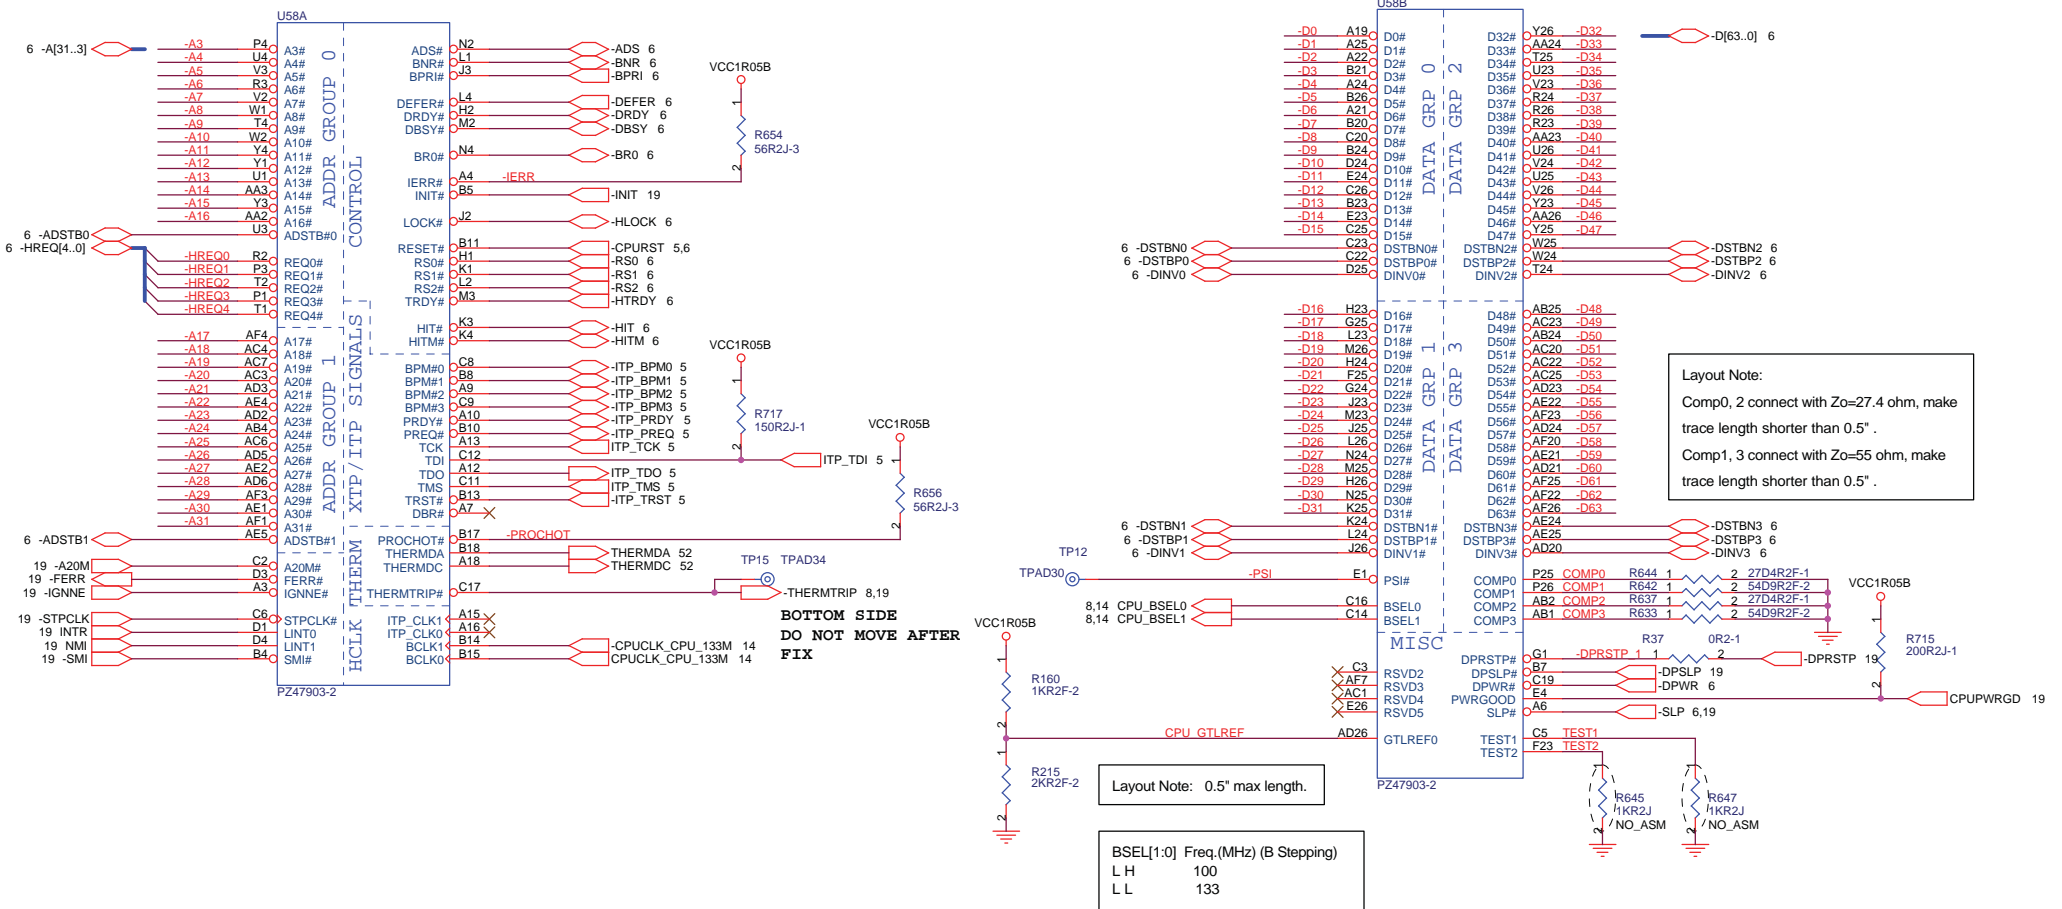 U58A
6 -A[31..3]
-A3 P4 A3#
-A4 U4 A4#
-A5 V3 A5#
-A6 R3 A6#
-A7 V2 A7#
-A8 W1 A8#
-A9 T4 A9#
-A10 W2 A10#
-A11 Y4 A11#
-A12 Y1 A12#
-A13 U1 A13#
-A14 AA3 A14#
-A15 Y3 A15#
-A16 AA2 A16#
6 -ADSTB0 U3 ADSTB#0
6 -HREQ[4..0]
-HREQ0 R2 REQ0#
-HREQ1 P3 REQ1#
-HREQ2 T2 REQ2#
-HREQ3 P1 REQ3#
-HREQ4 T1 REQ4#
-A17 AF4 A17#
-A18 AC4 A18#
-A19 AC7 A19#
-A20 AC3 A20#
-A21 AD3 A21#
-A22 AE4 A22#
-A23 AD2 A23#
-A24 AB4 A24#
-A25 AC6 A25#
-A26 AD5 A26#
-A27 AE2 A27#
-A28 AD6 A28#
-A29 AF3 A29#
-A30 AE1 A30#
-A31 AF1 A31#
6 -ADSTB1 AE5 ADSTB#1
19 -A20M C2 A20M#
19 -FERR D3 FERR#
19 -IGNNE A3 IGNNE#
19 -STPCLK C6 STPCLK#
19 INTR D1 LINT0
19 NMI D4 LINT1
19 -SMI B4 SMI#
ADDR GROUP 0
CONTROL
ADDR GROUP 1
XTP/ITP SIGNALS
THERM
HCLK
ADS# N2 -ADS 6
BNR# L1 -BNR 6
BPRI# J3 -BPRI 6
DEFER# L4 -DEFER 6
DRDY# H2 -DRDY 6
DBSY# M2 -DBSY 6
BR0# N4 -BR0 6
IERR# A4 -IERR
INIT# B5 -INIT 19
LOCK# J2 -HLOCK 6
RESET# B11 -CPURST 5,6
RS0# H1 -RS0 6
RS1# K1 -RS1 6
RS2# L2 -RS2 6
TRDY# M3 -HTRDY 6
HIT# K3 -HIT 6
HITM# K4 -HITM 6
BPM#0 C8 -ITP_BPM0 5
BPM#1 B8 -ITP_BPM1 5
BPM#2 A9 -ITP_BPM2 5
BPM#3 C9 -ITP_BPM3 5
PRDY# A10 -ITP_PRDY 5
PREQ# B10 -ITP_PREQ 5
TCK A13 ITP_TCK 5
TDI C12 ITP_TDI 5
TDO A12 ITP_TDO 5
TMS C11 ITP_TMS 5
TRST# B13 -ITP_TRST 5
DBR# A7
PROCHOT# B17 -PROCHOT
THERMDA B18 THERMDA 52
THERMDC A18 THERMDC 52
THERMTRIP# C17 -THERMTRIP 8,19
ITP_CLK1 A15
ITP_CLK0 A16
BCLK1 B14 -CPUCLK_CPU_133M 14
BCLK0 B15 CPUCLK_CPU_133M 14
PZ47903-2
VCC1R05B
1
R654
56R2J-3
2
VCC1R05B
1
R717
150R2J-1
2
VCC1R05B
1
R656
56R2J-3
2
TP15 TPAD34
BOTTOM SIDE
DO NOT MOVE AFTER
FIX
U58B
-D0 A19 D0#
-D1 A25 D1#
-D2 A22 D2#
-D3 B21 D3#
-D4 A24 D4#
-D5 B26 D5#
-D6 A21 D6#
-D7 B20 D7#
-D8 C20 D8#
-D9 B24 D9#
-D10 D24 D10#
-D11 E24 D11#
-D12 C26 D12#
-D13 B23 D13#
-D14 E23 D14#
-D15 C25 D15#
6 -DSTBN0 C23 DSTBN0#
6 -DSTBP0 C22 DSTBP0#
6 -DINV0 D25 DINV0#
-D16 H23 D16#
-D17 G25 D17#
-D18 L23 D18#
-D19 M26 D19#
-D20 H24 D20#
-D21 F25 D21#
-D22 G24 D22#
-D23 J23 D23#
-D24 M23 D24#
-D25 J25 D25#
-D26 L26 D26#
-D27 N24 D27#
-D28 M25 D28#
-D29 H26 D29#
-D30 N25 D30#
-D31 K25 D31#
6 -DSTBN1 K24 DSTBN1#
6 -DSTBP1 L24 DSTBP1#
6 -DINV1 J26 DINV1#
TP12
TPAD30
-PSI E1 PSI#
8,14 CPU_BSEL0 C16 BSEL0
8,14 CPU_BSEL1 C14 BSEL1
C3 RSVD2
AF7 RSVD3
AC1 RSVD4
E26 RSVD5
CPU_GTLREF AD26 GTLREF0
DATA GRP 0
DATA GRP 2
DATA GRP 1
DATA GRP 3
MISC
D32# Y26 -D32
-D[63..0] 6
D33# AA24 -D33
D34# T25 -D34
D35# U23 -D35
D36# V23 -D36
D37# R24 -D37
D38# R26 -D38
D39# R23 -D39
D40# AA23 -D40
D41# U26 -D41
D42# V24 -D42
D43# U25 -D43
D44# V26 -D44
D45# Y23 -D45
D46# AA26 -D46
D47# Y25 -D47
DSTBN2# W25 -DSTBN2 6
DSTBP2# W24 -DSTBP2 6
DINV2# T24 -DINV2 6
D48# AB25 -D48
D49# AC23 -D49
D50# AB24 -D50
D51# AC20 -D51
D52# AC22 -D52
D53# AC25 -D53
D54# AD23 -D54
D55# AE22 -D55
D56# AF23 -D56
D57# AD24 -D57
D58# AF20 -D58
D59# AE21 -D59
D60# AD21 -D60
D61# AF25 -D61
D62# AF22 -D62
D63# AF26 -D63
DSTBN3# AE24 -DSTBN3 6
DSTBP3# AE25 -DSTBP3 6
DINV3# AD20 -DINV3 6
COMP0 P25 COMP0 R644 1 2 27D4R2F-1
COMP1 P26 COMP1 R642 1 2 54D9R2F-1
COMP2 AB2 COMP2 R637 1 2 27D4R2F-1
COMP3 AB1 COMP3 R633 1 2 54D9R2F-1
R37 0R2-1
DPRSTP# G1 -DPRSTP_1 1 2 -DPRSTP 19
DPSLP# B7 -DPSLP 19
DPWR# C19 -DPWR 6
PWRGOOD E4 CPUPWRGD 19
SLP# A6 -SLP 6,19
TEST1 C5 TEST1
TEST2 F23 TEST2
PZ47903-2
VCC1R05B
1
R715
200R2J-1
2
1
R645
1KR2J
NO_ASM
2
1
R647
1KR2J
NO_ASM
2
Layout Note:
Comp0, 2 connect with Zo=27.4 ohm, make
trace length shorter than 0.5" .
Comp1, 3 connect with Zo=55 ohm, make
trace length shorter than 0.5" .
VCC1R05B
1
R160
1KR2F-2
2
1
R215
2KR2F-2
2
Layout Note: 0.5" max length.
BSEL[1:0] Freq.(MHz) (B Stepping)
L H 100
L L 133